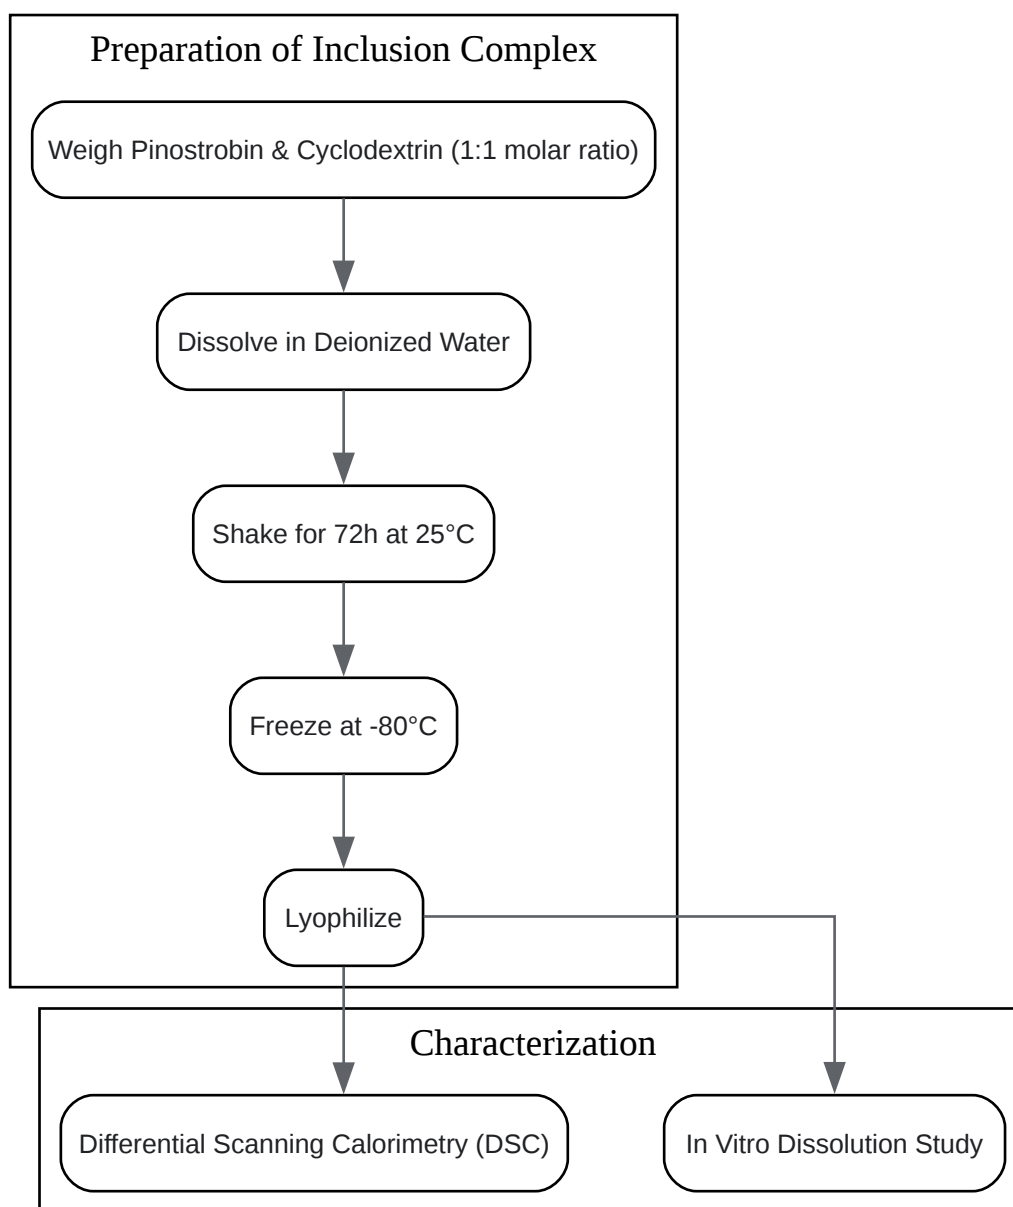 Preparation of Inclusion Complex
Weigh Pinostrobin & Cyclodextrin (1:1 molar ratio)
Dissolve in Deionized Water
Shake for 72h at 25°C
Freeze at -80°C
Lyophilize
Characterization
Differential Scanning Calorimetry (DSC)
In Vitro Dissolution Study